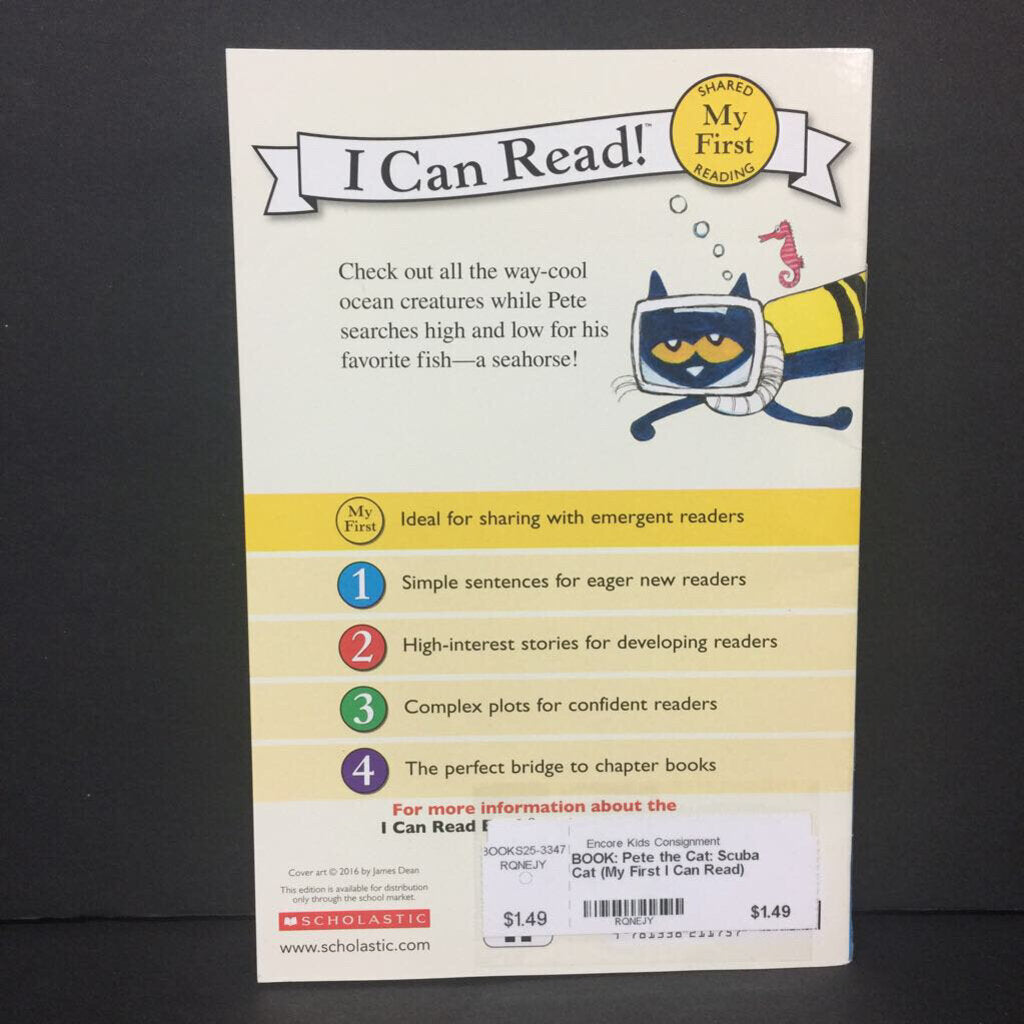 I Can Read!™
SHARED
My
First
READING
Check out all the way-cool
ocean creatures while Pete
searches high and low for his
favorite fish—a seahorse!
My
First
Ideal for sharing with emergent readers
1 Simple sentences for eager new readers
2 High-interest stories for developing readers
3 Complex plots for confident readers
4 The perfect bridge to chapter books
For more information about the
I Can Read
Cover art © 2016 by James Dean
This edition is available for distribution
only through the school market.
SCHOLASTIC
www.scholastic.com
BOOKS25-3347
RQNEJY
$1.49
Encore Kids Consignment
BOOK: Pete the Cat: Scuba
Cat (My First I Can Read)
RQNEJY
$1.49